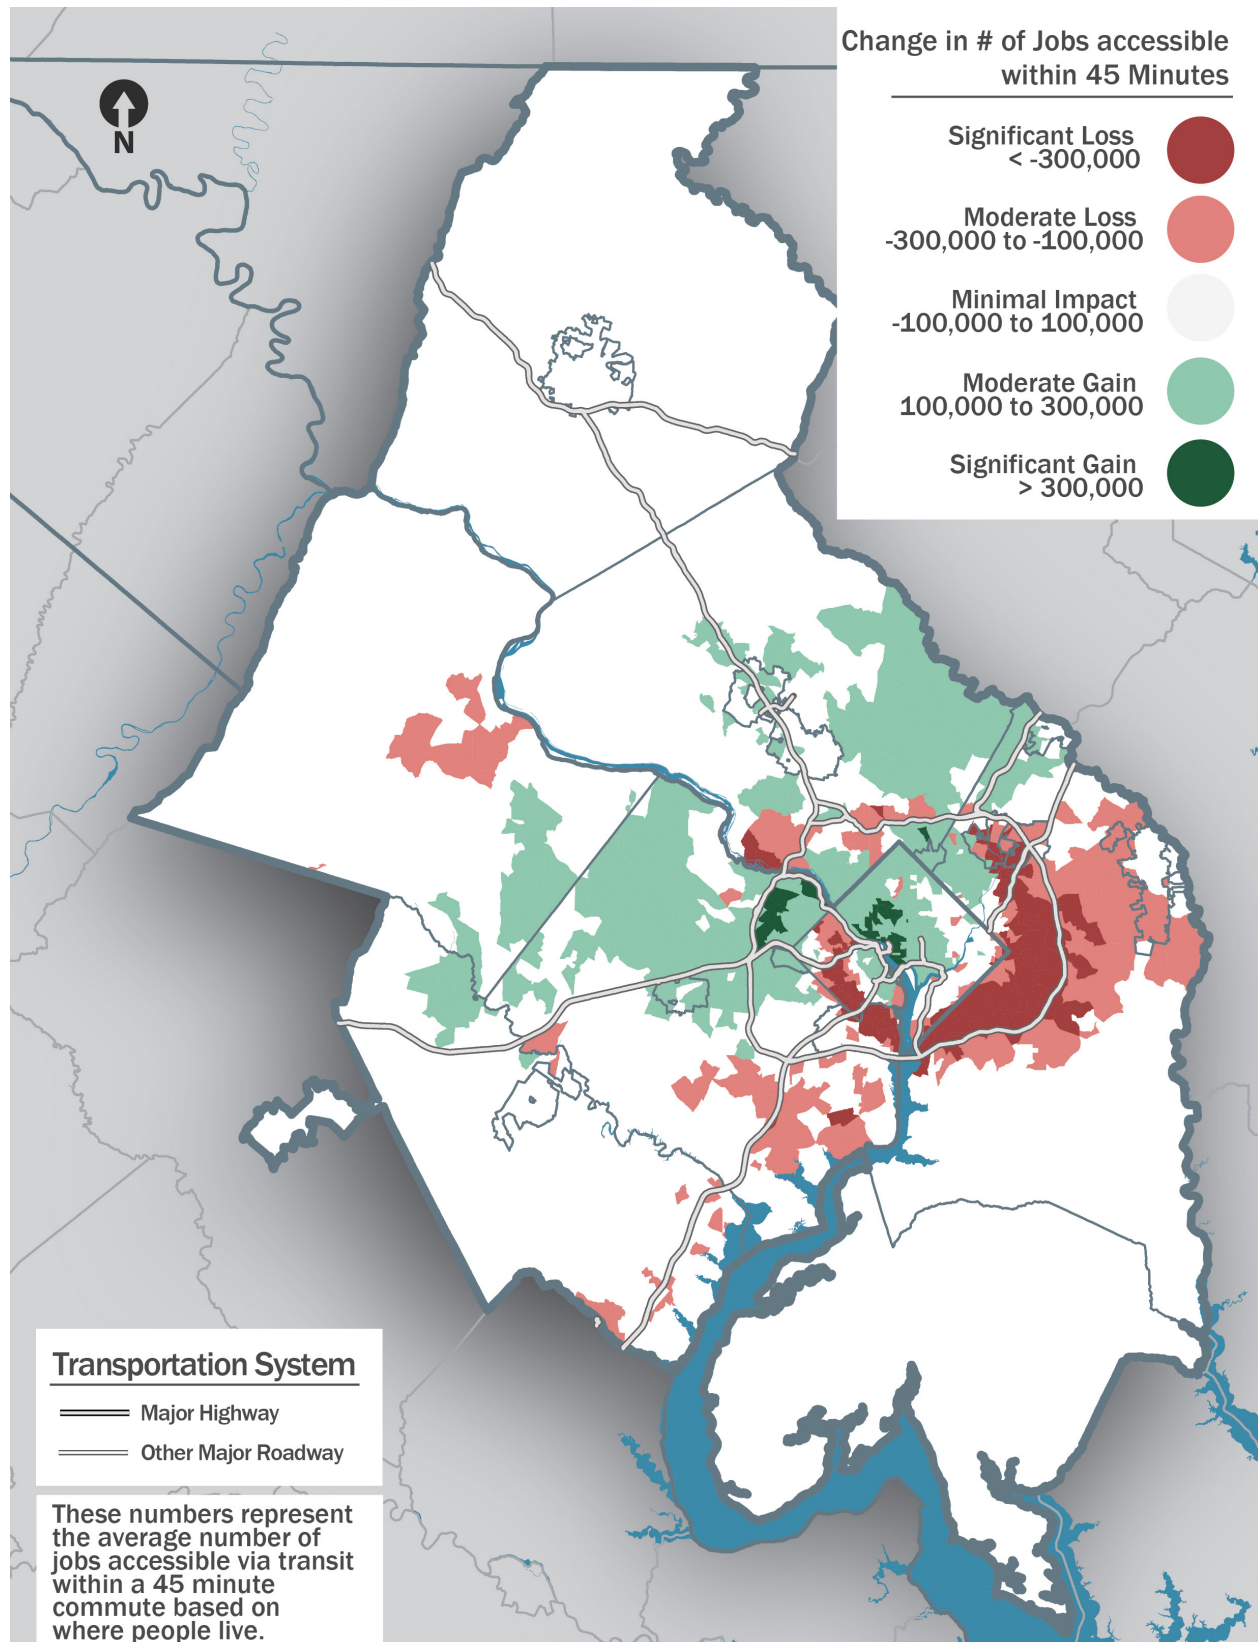 Change in # of Jobs accessible
within 45 Minutes
N
Significant Loss
< -300,000
Moderate Loss
-300,000 to -100,000
Minimal Impact
-100,000 to 100,000
Moderate Gain
100,000 to 300,000
Significant Gain
> 300,000
Transportation System
Major Highway
Other Major Roadway
These numbers represent
the average number of
jobs accessible via transit
within a 45 minute
commute based on
where people live.